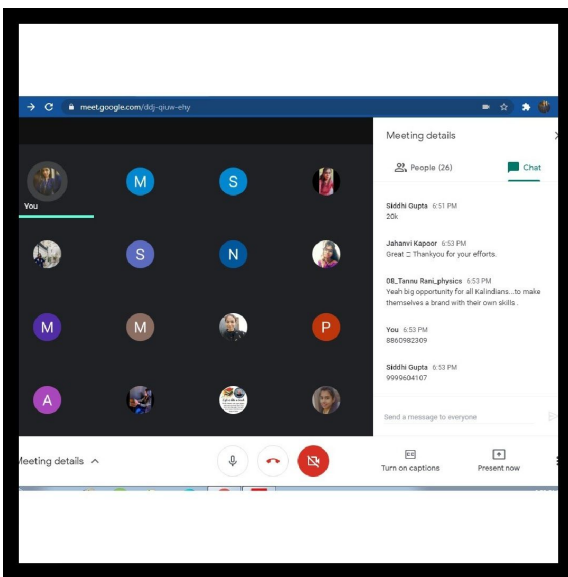 meet.google.com/ddj-qiuw-ehy
Meeting details
People (26)
Chat
You
M
S
S
N
M
M
P
A
Siddhi Gupta 6:51 PM
20k
Jahanvi Kapoor 6:53 PM
Great □ Thankyou for your efforts.
08_Tannu Rani_physics 6:53 PM
Yeah big opportunity for all Kalindians...to make
themselves a brand with their own skills .
You 6:53 PM
8860982309
Siddhi Gupta 6:53 PM
9999604107
Send a message to everyone
Meeting details
Turn on captions
Present now